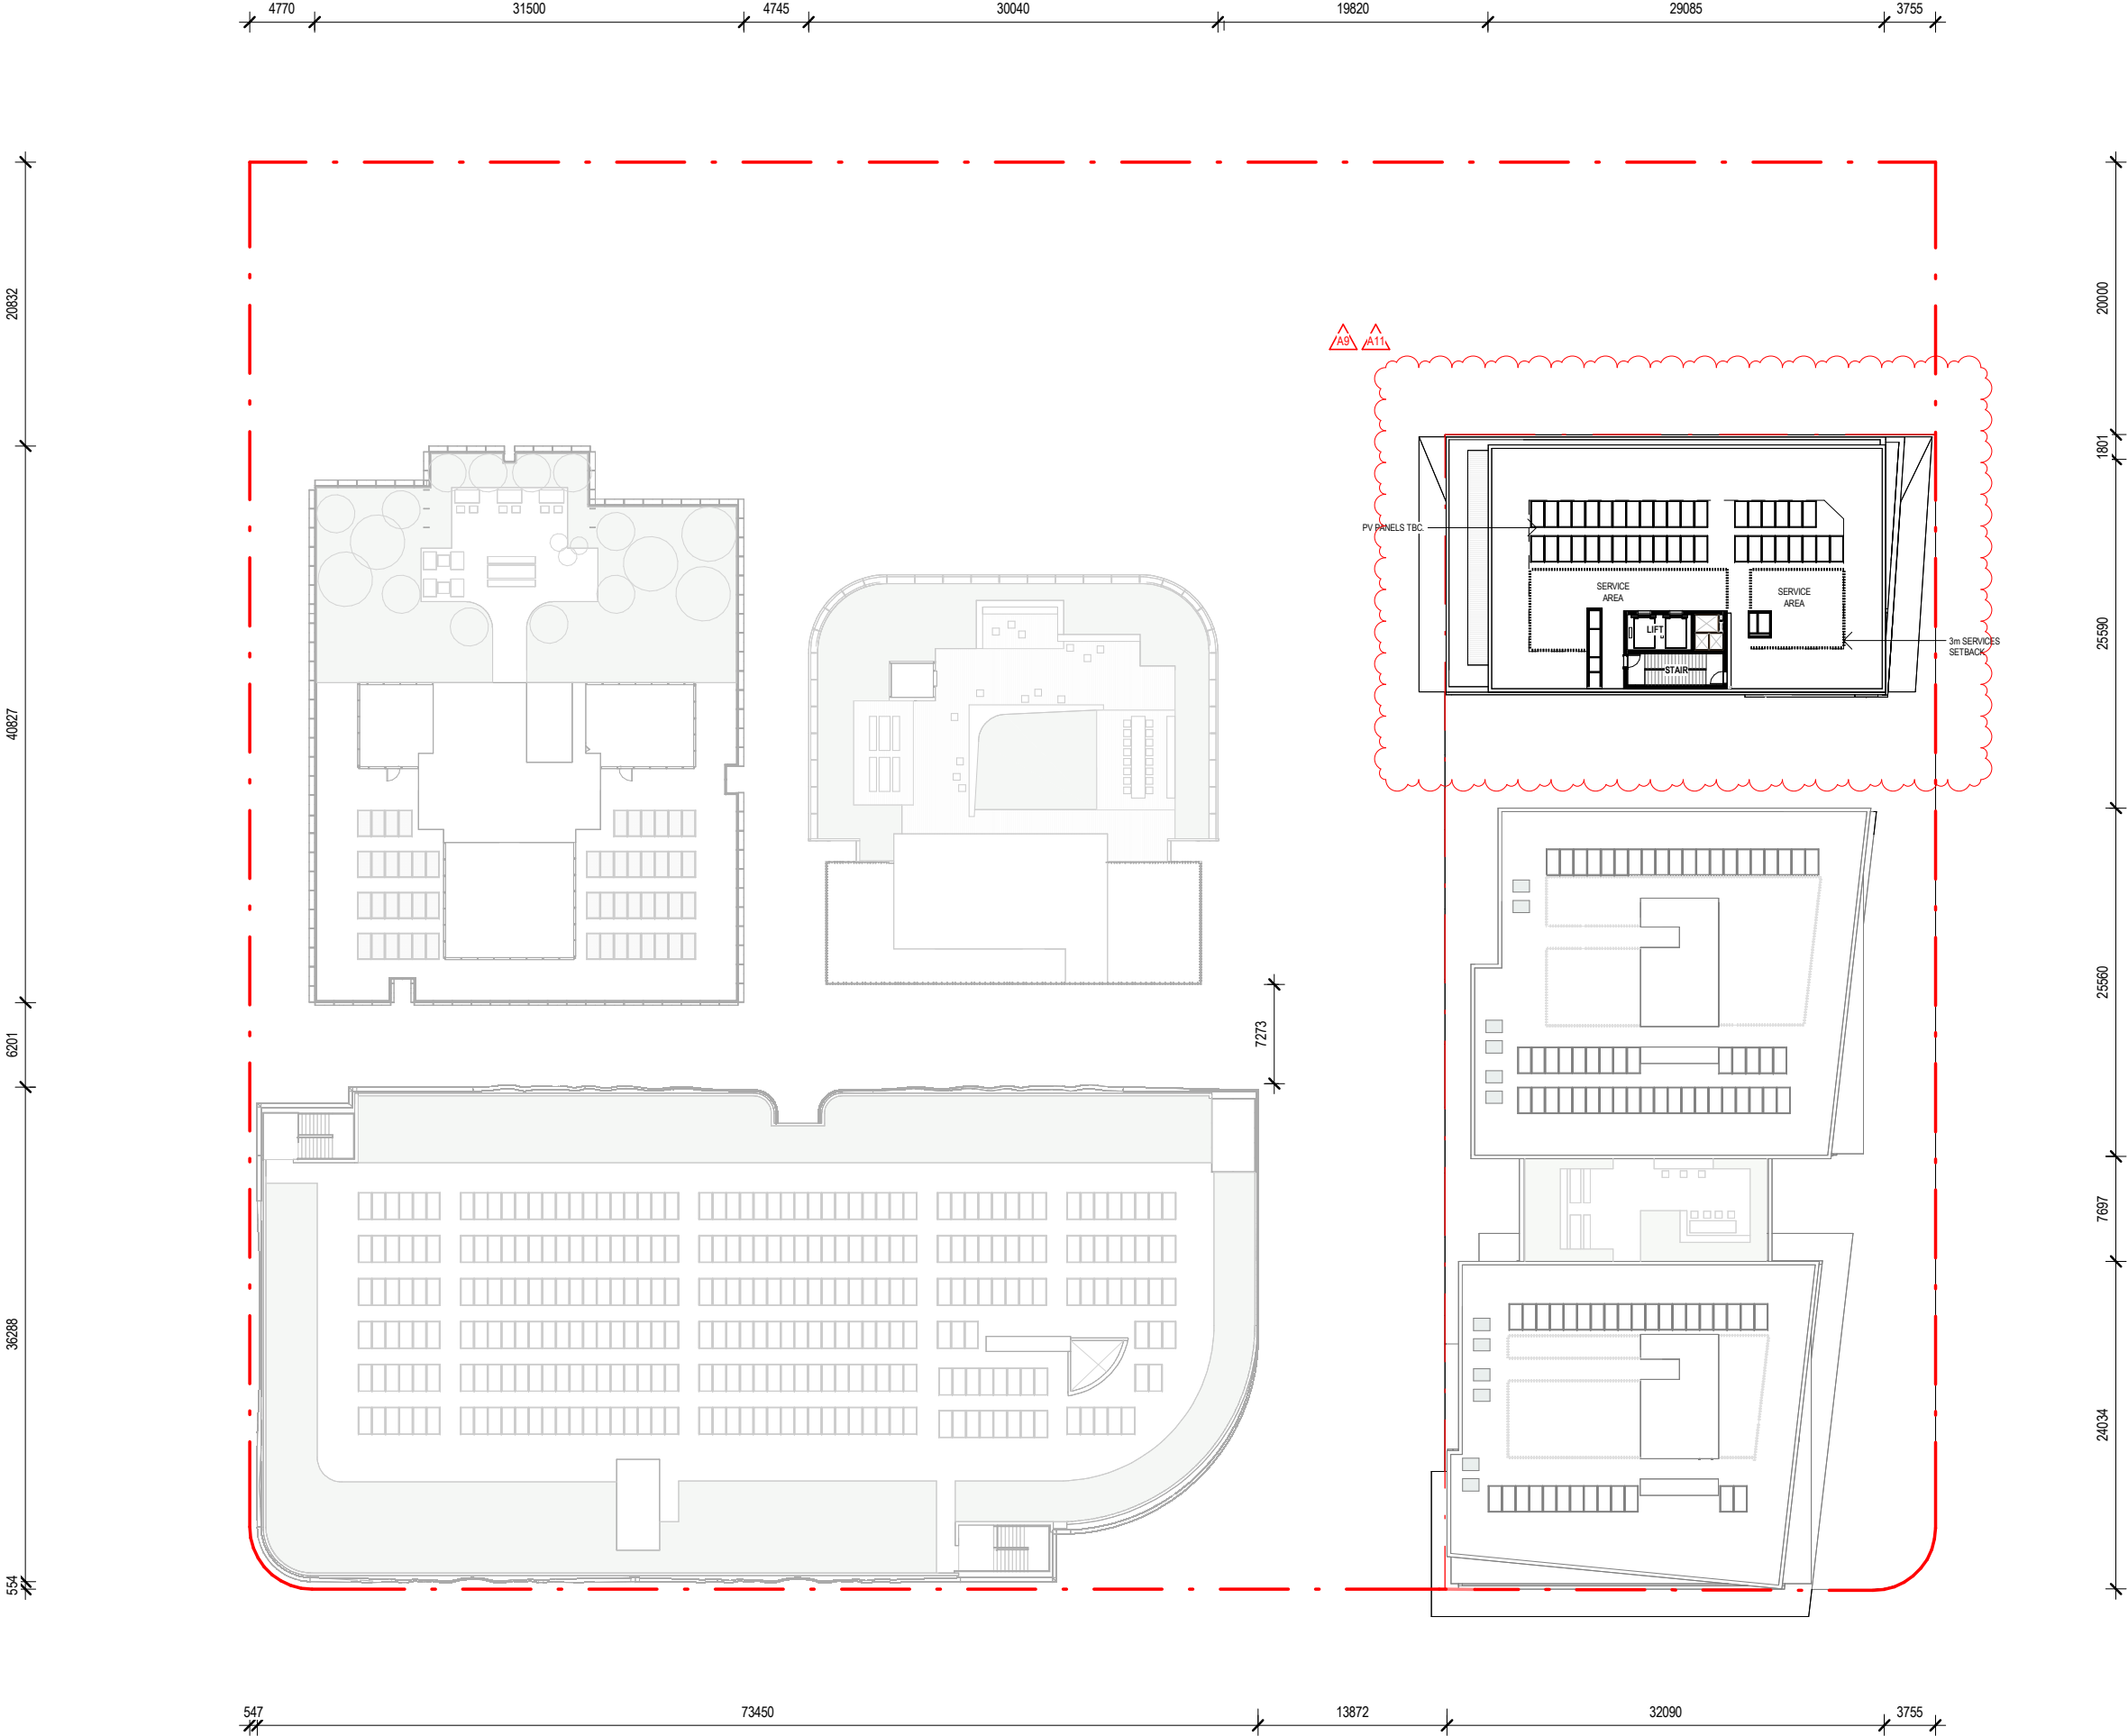 4770
31500
4745
30040
19820
29085
3755
20832
40827
6201
36288
554
20000
1801
25590
25560
7697
24034
A9
A11
PV PANELS TBC.
SERVICE
AREA
SERVICE
AREA
LIFT
STAIR
3m SERVICES
SETBACK
7273
547
73450
13872
32090
3755